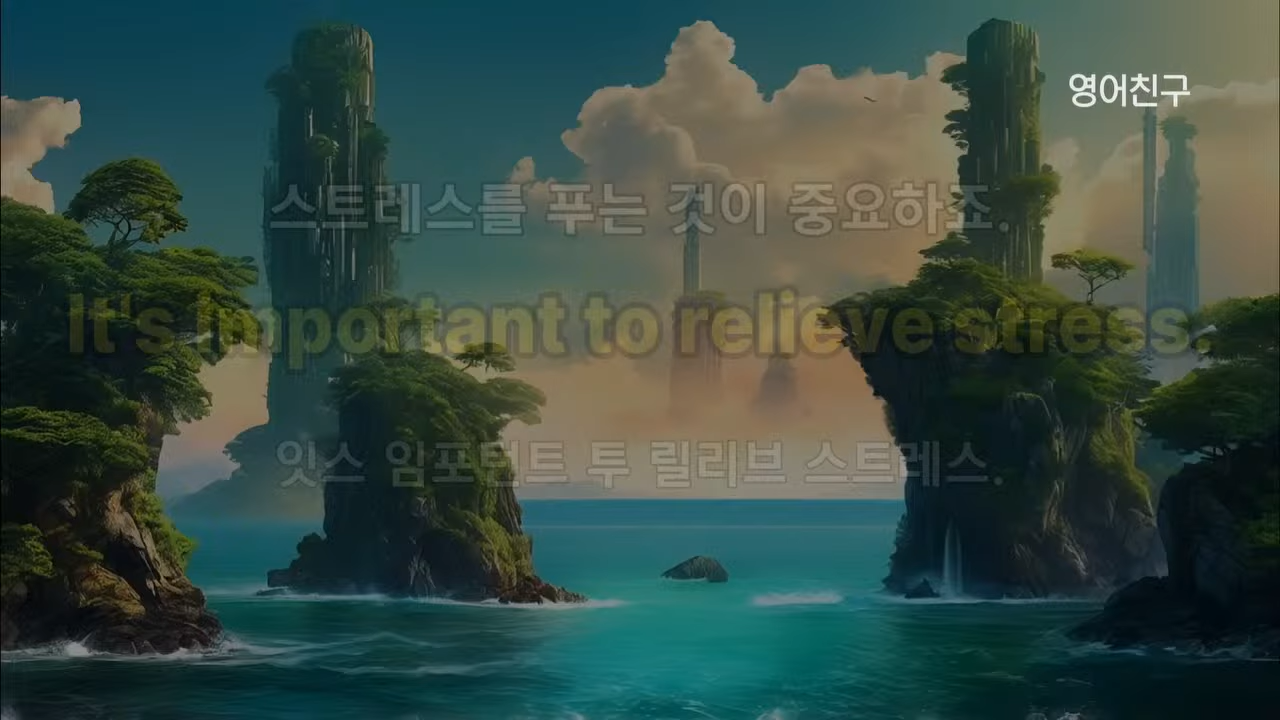 영어친구
스트레스를 푸는 것이 중요하죠.
It's important to relieve stress.
잇스 임포턴트 투 릴리브 스트레스.